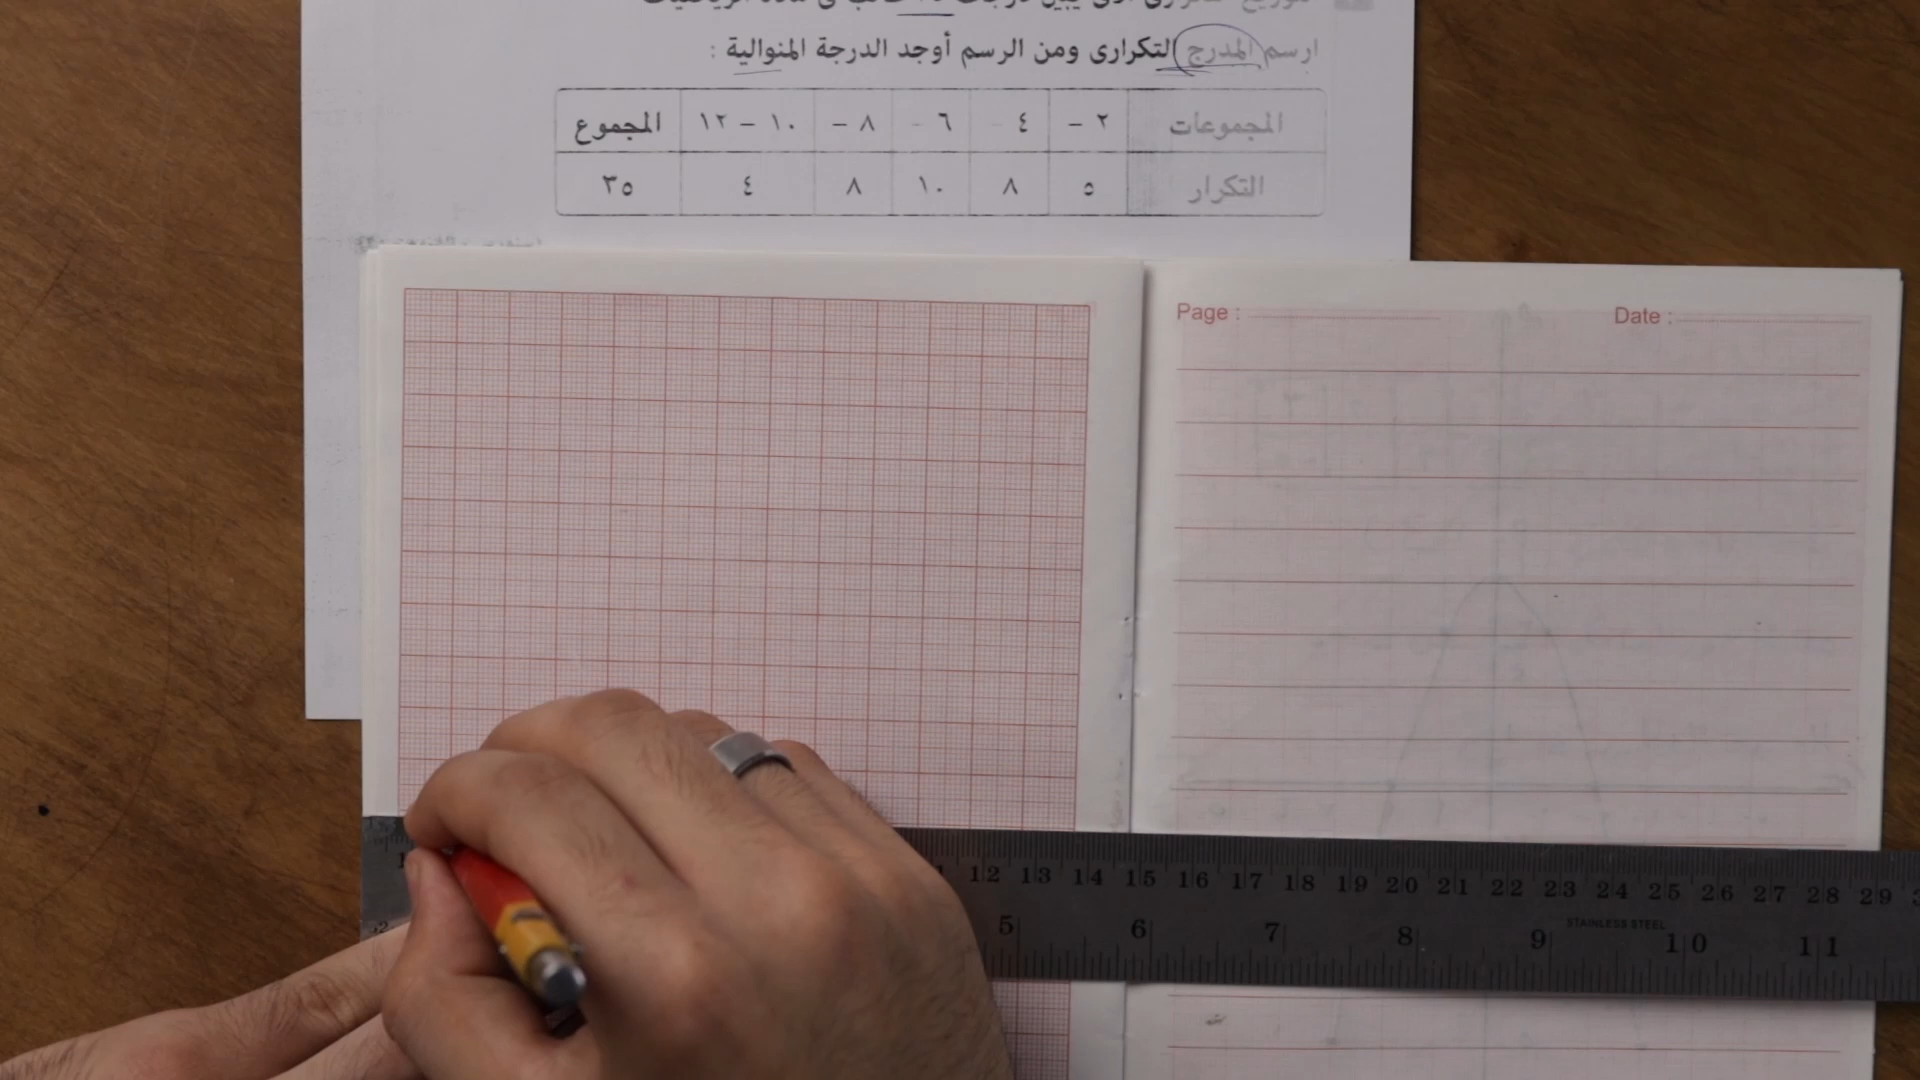 ارسم المدرج التكرارى ومن الرسم أوجد الدرجة المنوالية :
المجموعات ٢ – ٤ – ٦ – ٨ – ١٠ – ١٢ المجموع
التكرار ٥ ٨ ١٠ ٨ ٤ ٣٥
Page : Date :
12 13 14 15 16 17 18 19 20 21 22 23 24 25 26 27 28 29
STAINLESS STEEL
5 6 7 8 9 10 11